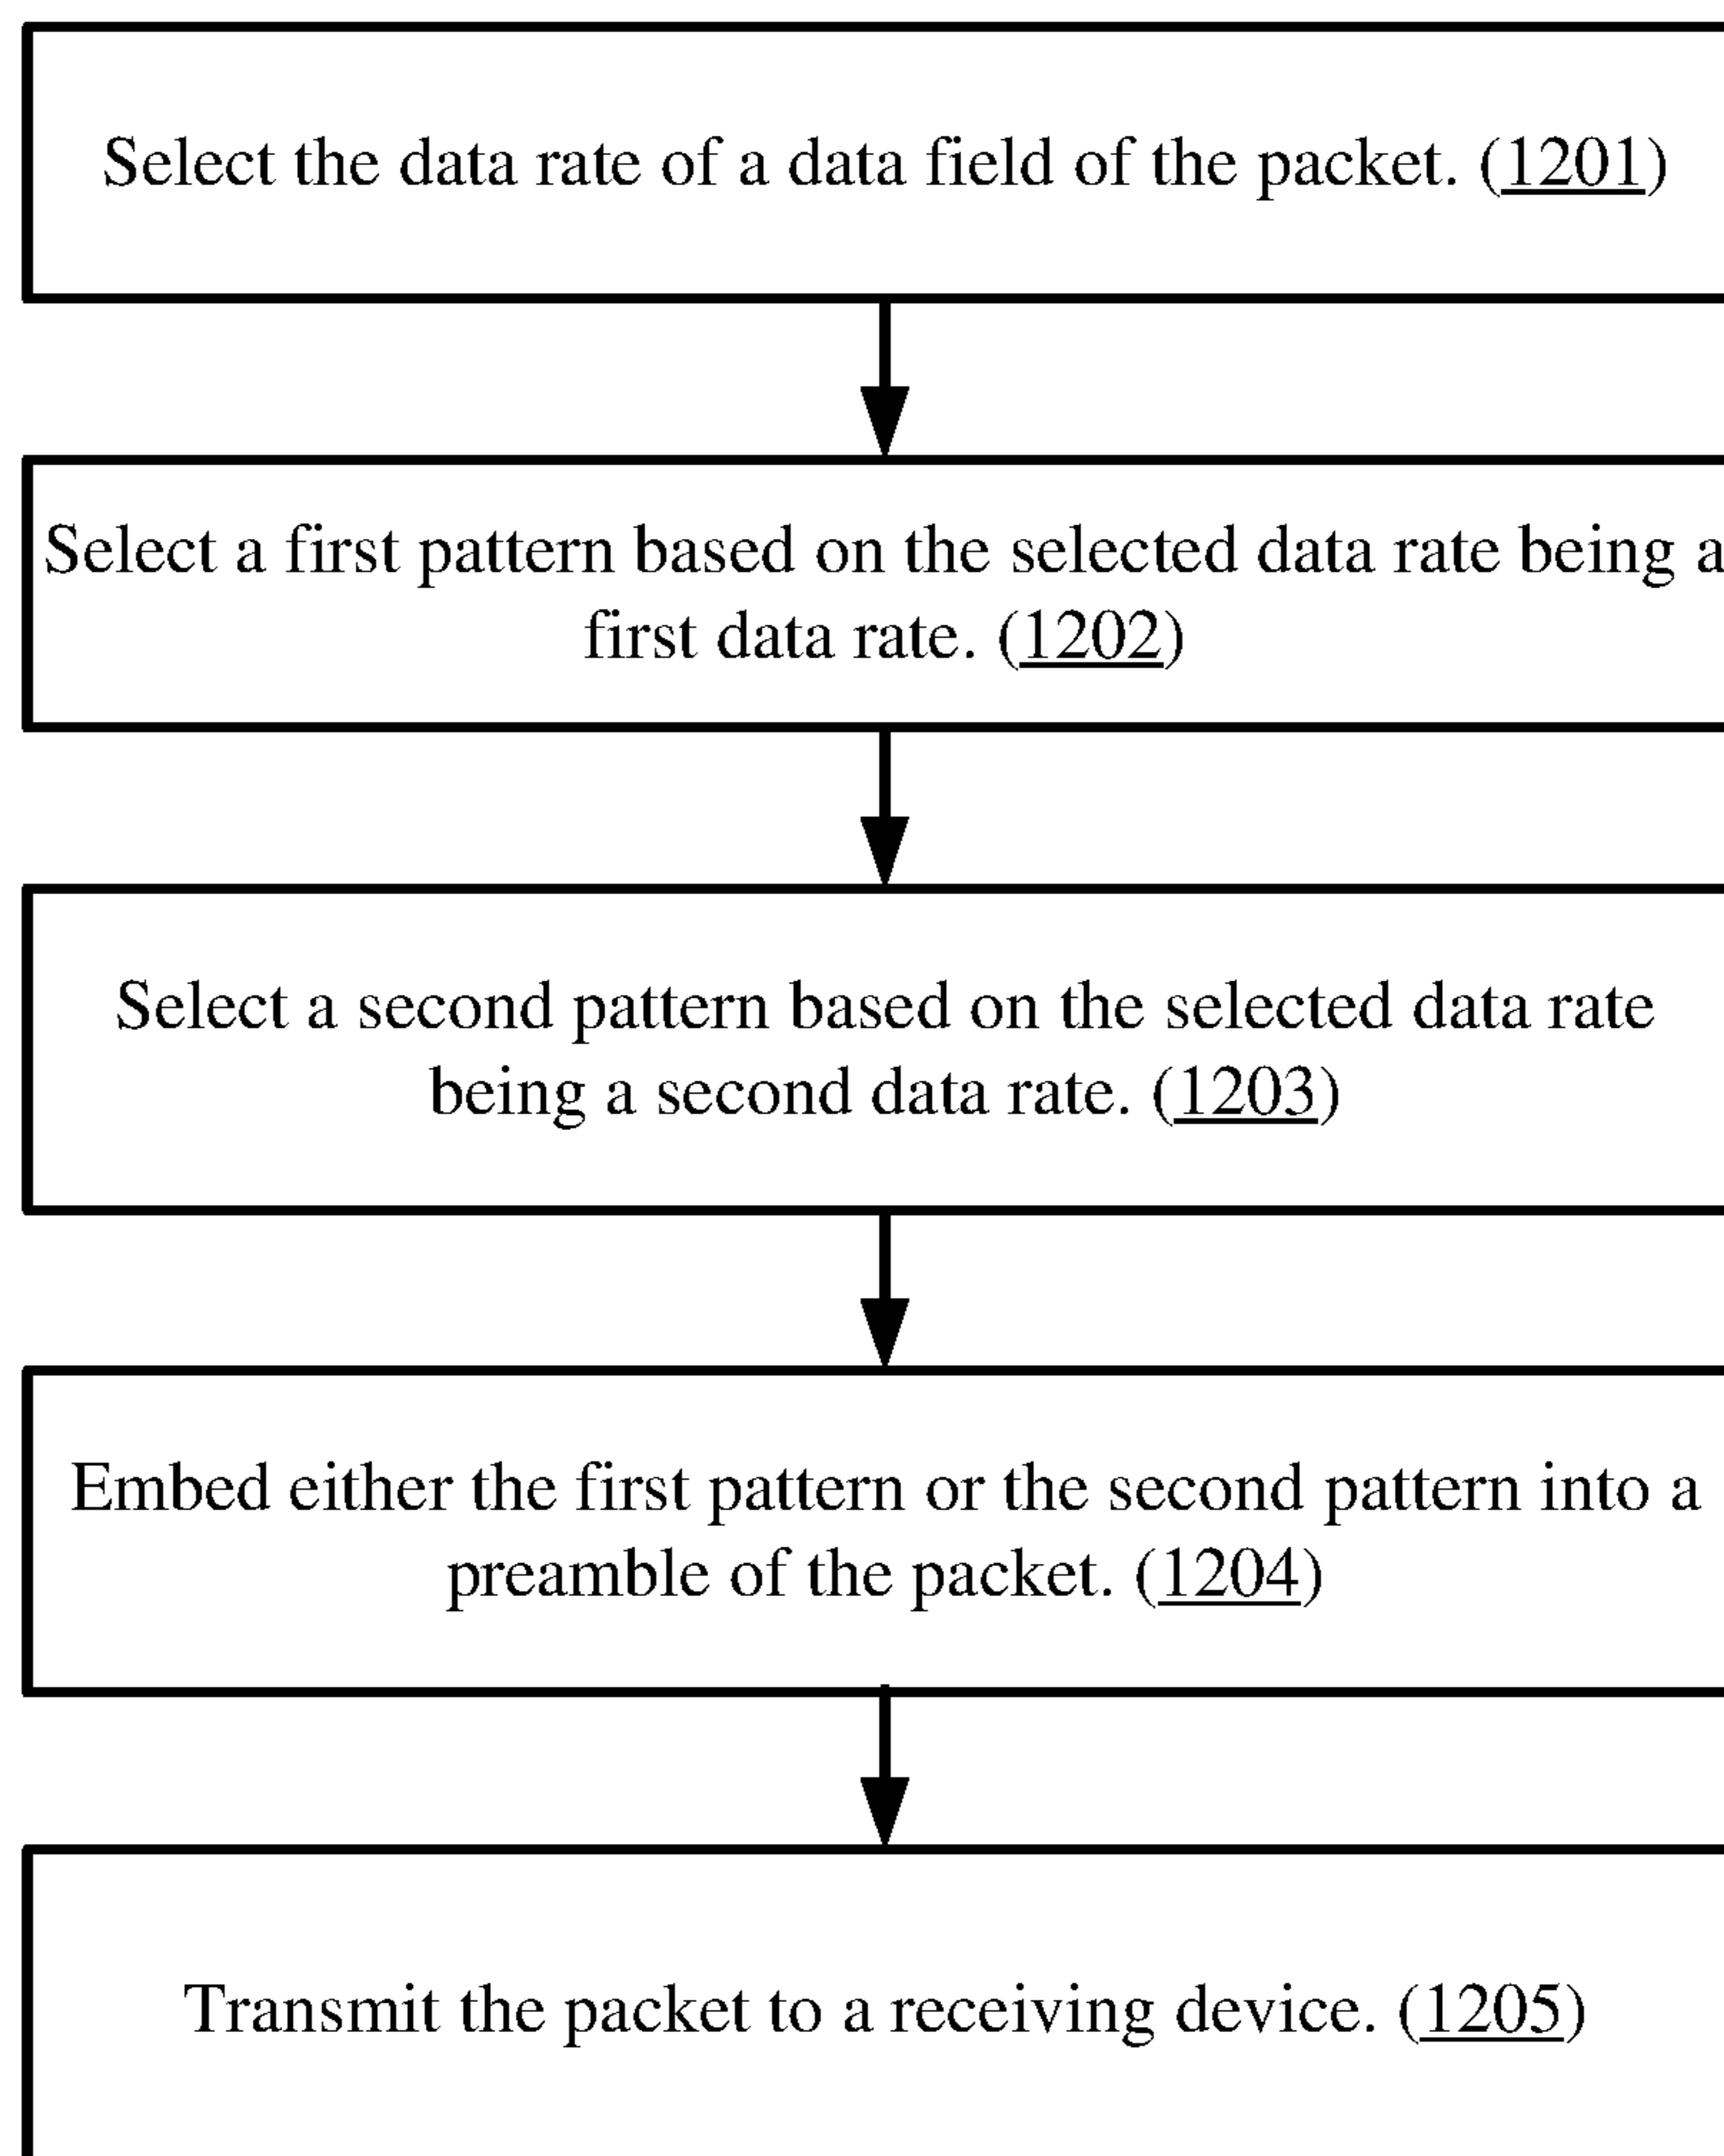 Select the data rate of a data field of the packet. (1201)
Select a first pattern based on the selected data rate being a
first data rate. (1202)
Select a second pattern based on the selected data rate
being a second data rate. (1203)
Embed either the first pattern or the second pattern into a
preamble of the packet. (1204)
Transmit the packet to a receiving device. (1205)